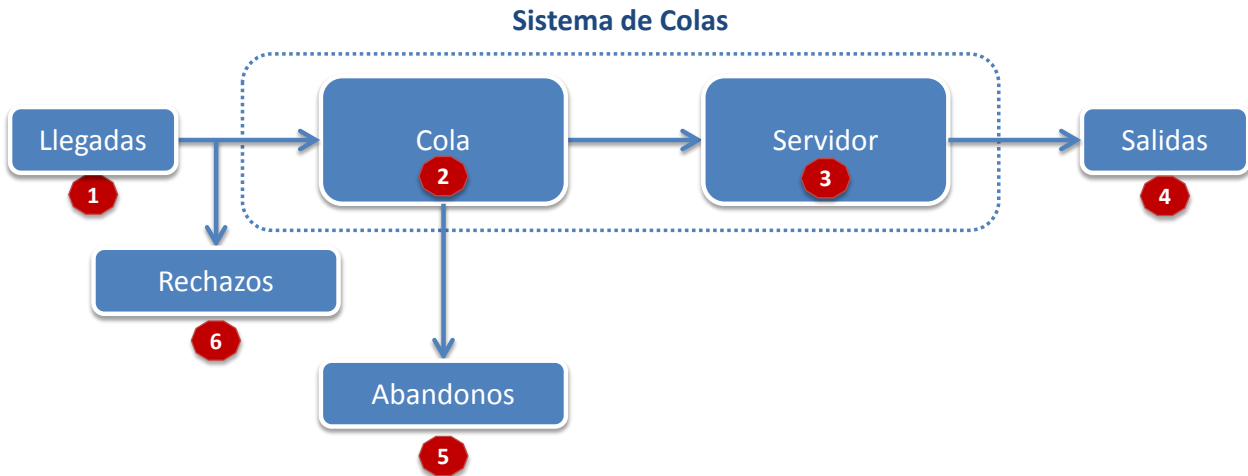 Sistema de Colas
Llegadas
1
Cola
2
Servidor
3
Salidas
4
Rechazos
6
Abandonos
5